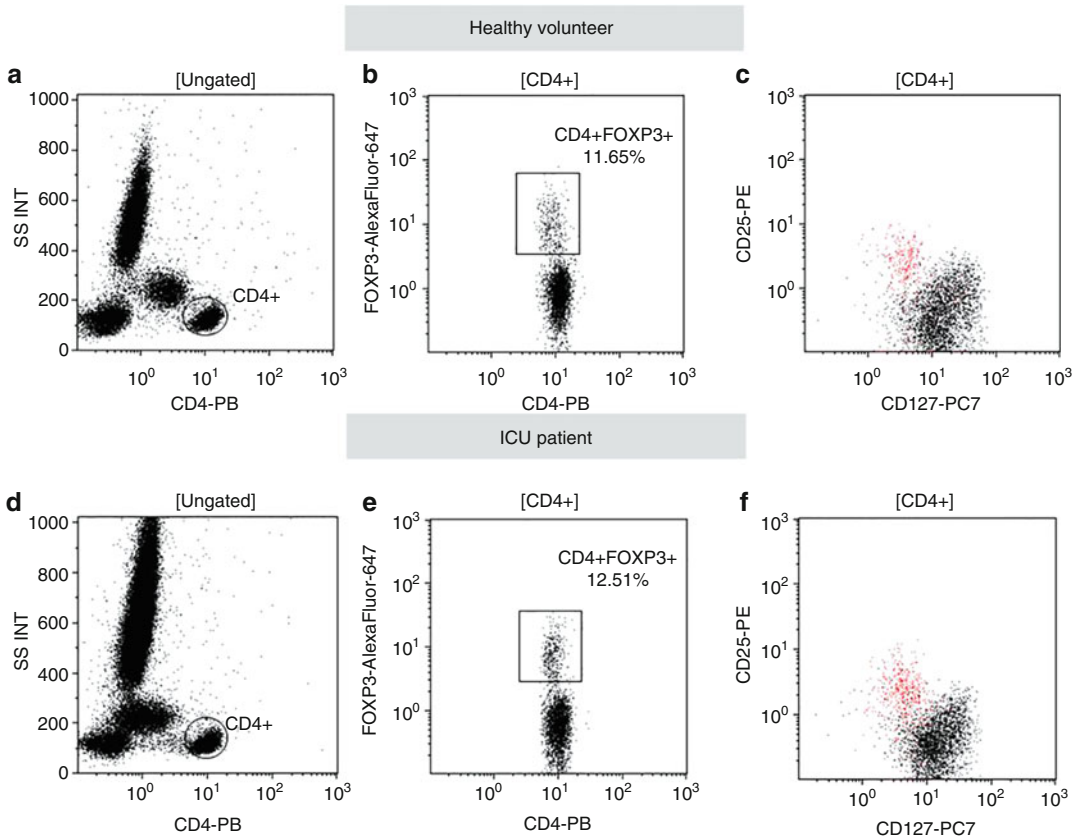 Healthy volunteer
a
[Ungated]
1000
800
600
400
200
0
SS INT
CD4+
10⁰ 10¹ 10² 10³
CD4-PB
b
[CD4+]
10³
10²
10¹
10⁰
FOXP3-AlexaFluor-647
CD4+FOXP3+
11.65%
10⁰ 10¹ 10² 10³
CD4-PB
c
[CD4+]
10³
10²
10¹
10⁰
CD25-PE
10⁰ 10¹ 10² 10³
CD127-PC7
ICU patient
d
[Ungated]
1000
800
600
400
200
0
SS INT
CD4+
10⁰ 10¹ 10² 10³
CD4-PB
e
[CD4+]
10³
10²
10¹
10⁰
FOXP3-AlexaFluor-647
CD4+FOXP3+
12.51%
10⁰ 10¹ 10² 10³
CD4-PB
f
[CD4+]
10³
10²
10¹
10⁰
CD25-PE
10⁰ 10¹ 10² 10³
CD127-PC7